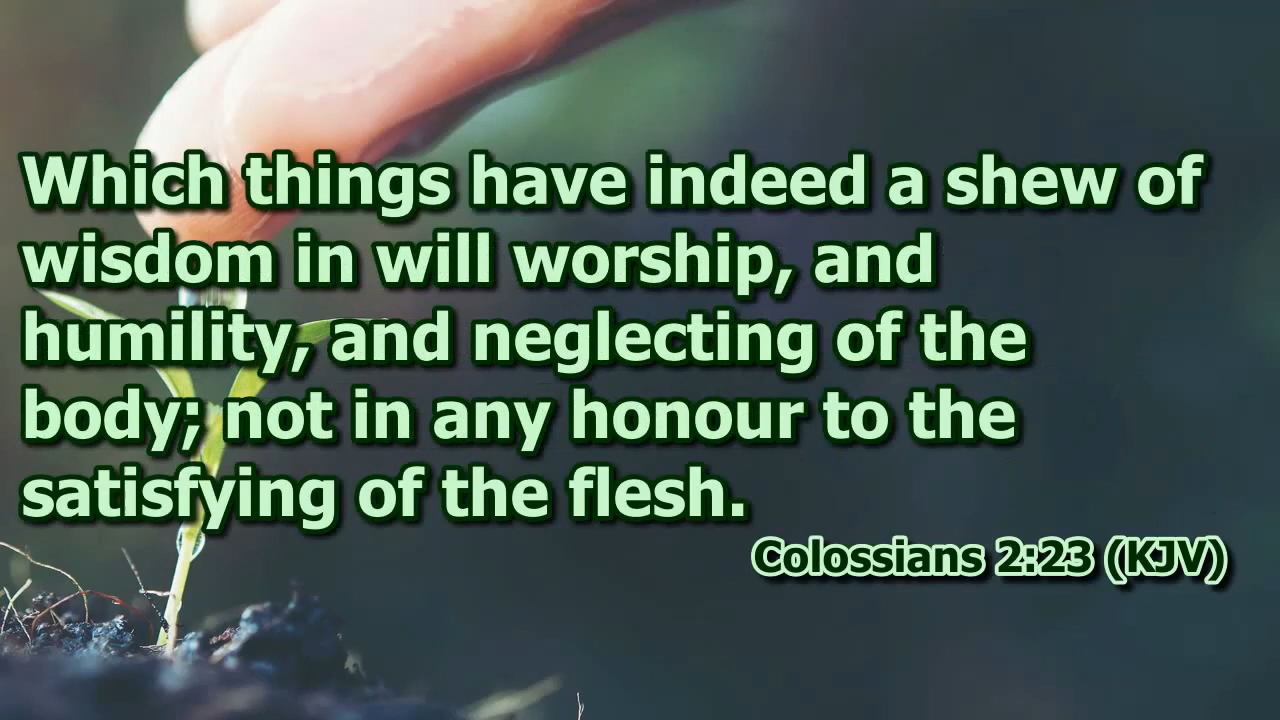 Which things have indeed a shew of
wisdom in will worship, and
humility, and neglecting of the
body; not in any honour to the
satisfying of the flesh.
Colossians 2:23 (KJV)